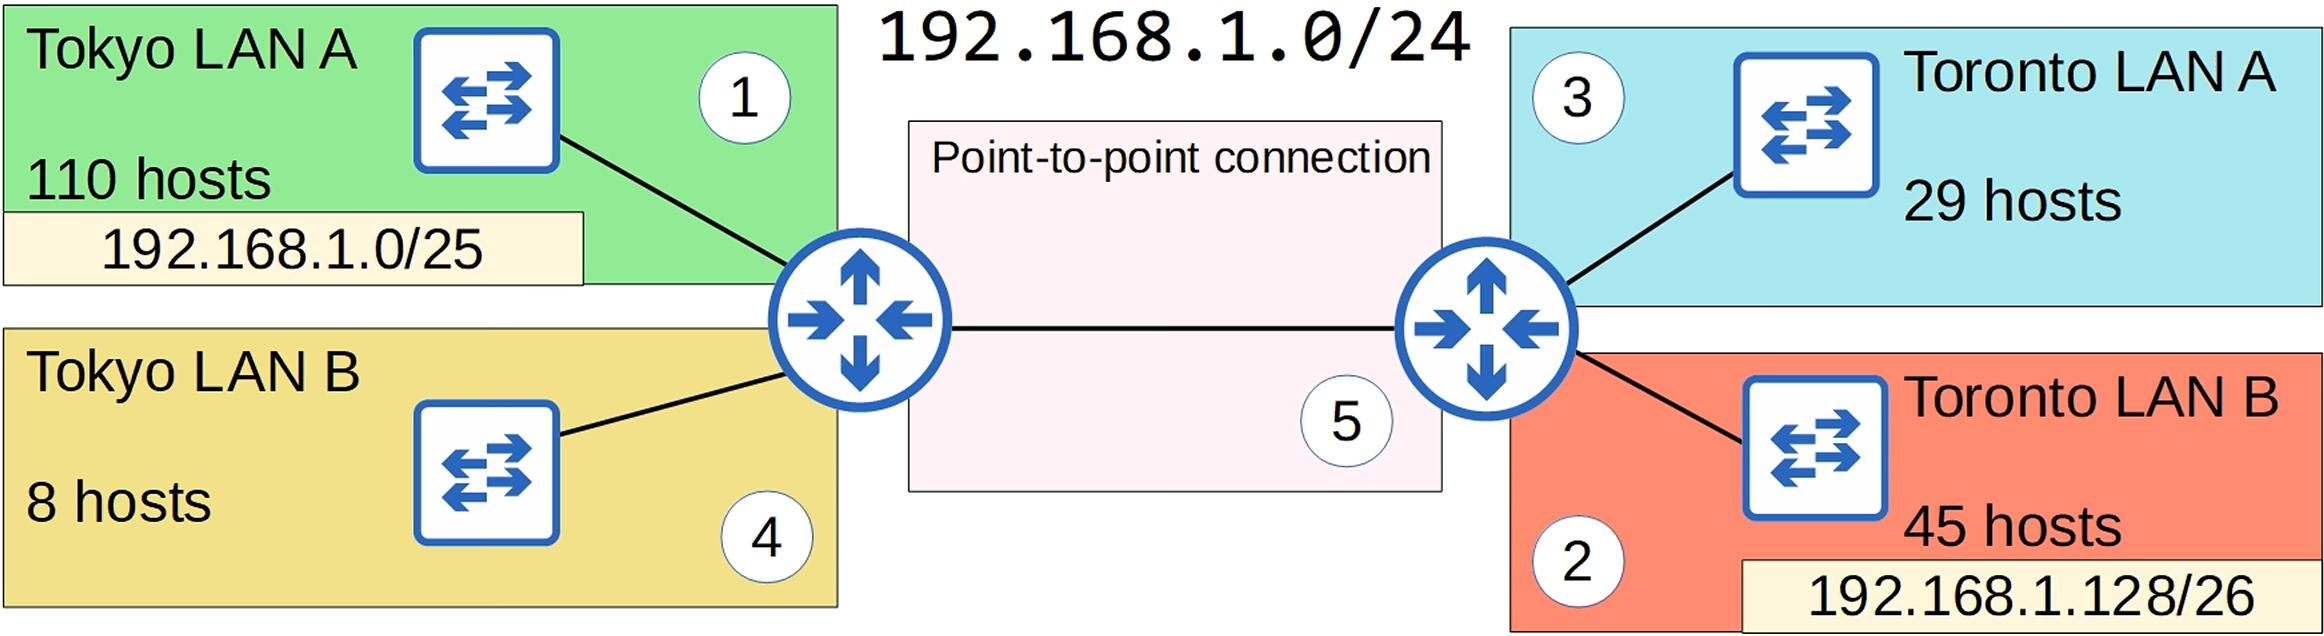 192.168.1.0/24
Tokyo LAN A
1
110 hosts
192.168.1.0/25
Point-to-point connection
5
3
Toronto LAN A
29 hosts
Tokyo LAN B
8 hosts
4
Toronto LAN B
45 hosts
2
192.168.1.128/26